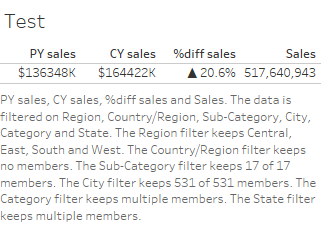 Test
PY sales CY sales %diff sales Sales
$136348K $164422K ▲ 20.6% 517,640,943
PY sales, CY sales, %diff sales and Sales. The data is
filtered on Region, Country/Region, Sub-Category, City,
Category and State. The Region filter keeps Central,
East, South and West. The Country/Region filter keeps
no members. The Sub-Category filter keeps 17 of 17
members. The City filter keeps 531 of 531 members. The
Category filter keeps multiple members. The State filter
keeps multiple members.